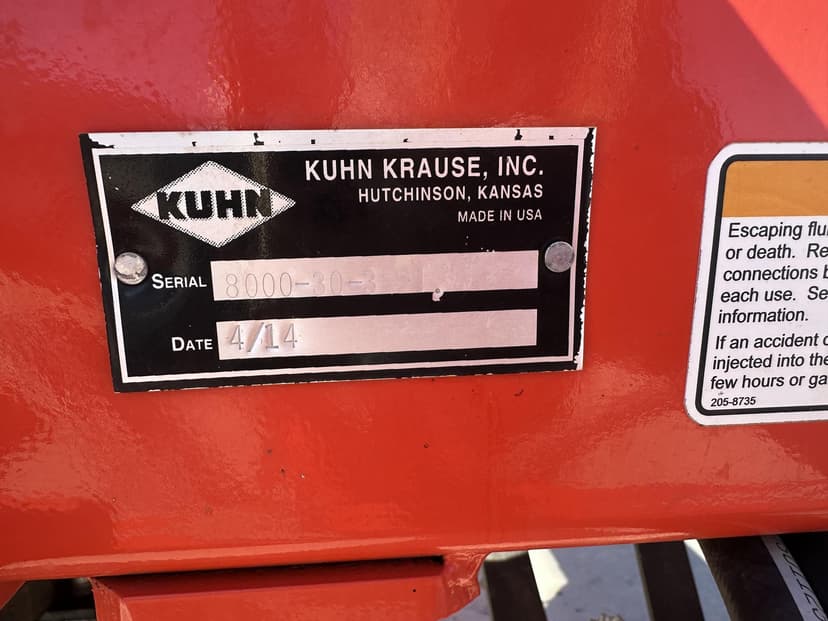 KUHN KRAUSE, INC.
HUTCHINSON, KANSAS
MADE IN USA
KUHN
SERIAL 8000-30-3
DATE 4/14
Escaping flu
or death. Re
connections b
each use. Se
information.
If an accident
injected into the
few hours or ga
205-8735